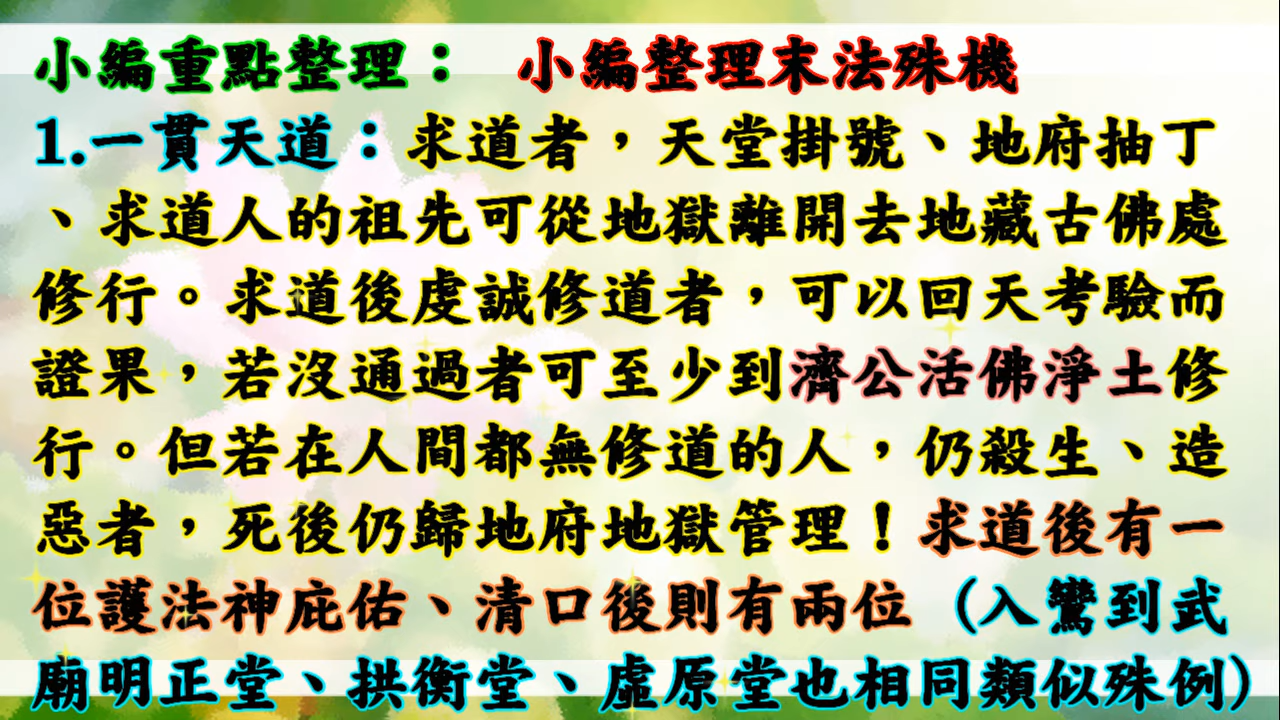 小編重點整理： 小編整理末法殊機
1.一貫天道：求道者，天堂掛號、地府抽丁
、求道人的祖先可從地獄離開去地藏古佛處
修行。求道後虔誠修道者，可以回天考驗而
證果，若沒通過者可至少到濟公活佛淨土修
行。但若在人間都無修道的人，仍殺生、造
惡者，死後仍歸地府地獄管理！求道後有一
位護法神庇佑、清口後則有兩位（入鸞到武
廟明正堂、拱衡堂、虛原堂也相同類似殊例）